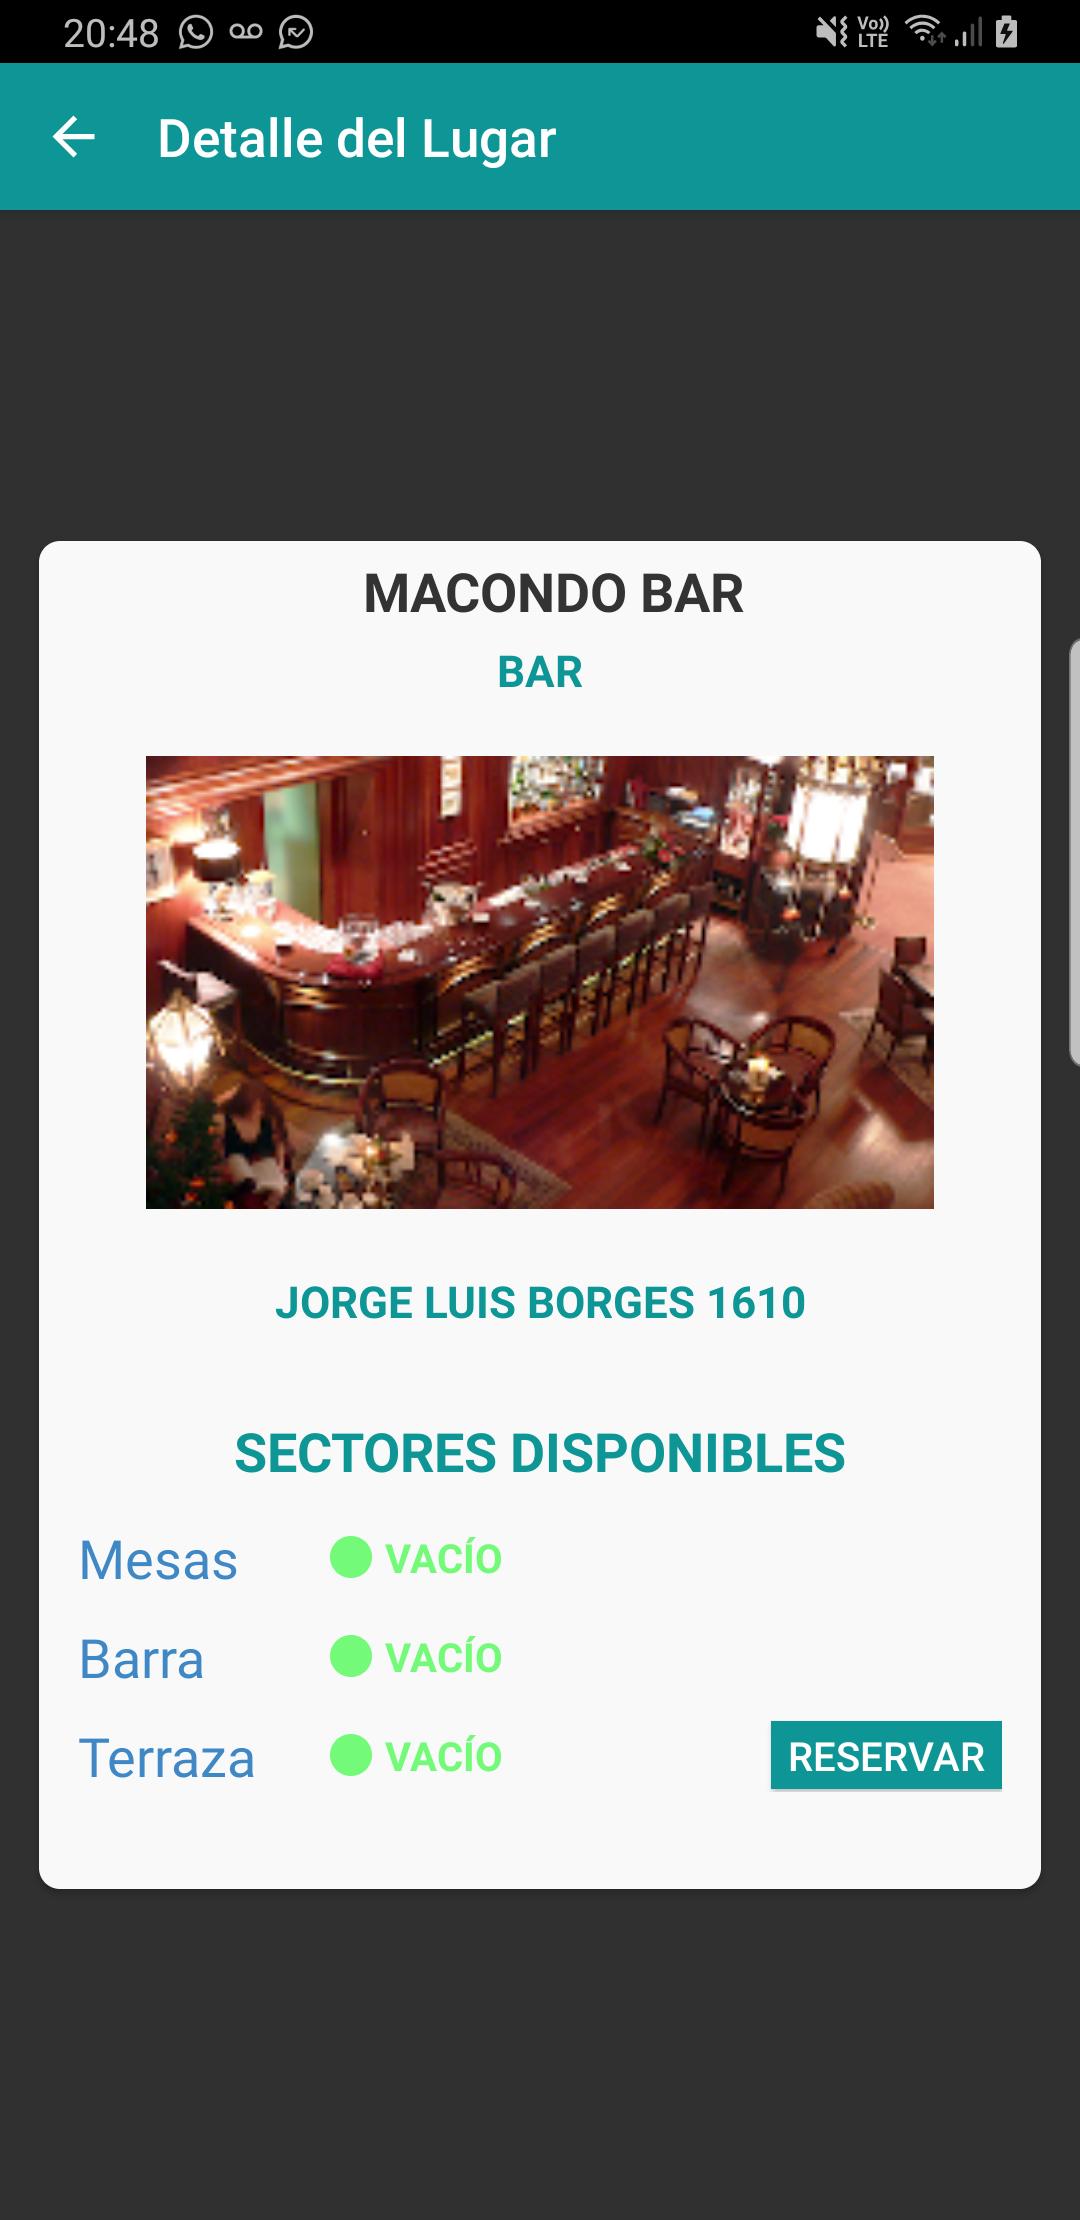 20:48
Vo)) LTE
Detalle del Lugar
MACONDO BAR
BAR
JORGE LUIS BORGES 1610
SECTORES DISPONIBLES
Mesas VACÍO
Barra VACÍO
Terraza VACÍO RESERVAR